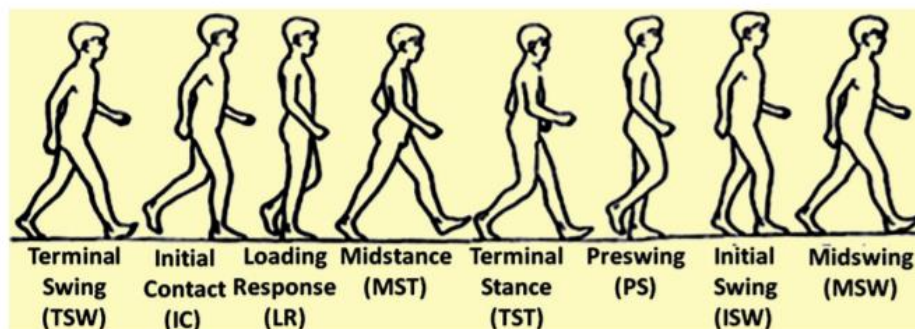 Terminal Swing (TSW)
Initial Contact (IC)
Loading Response (LR)
Midstance (MST)
Terminal Stance (TST)
Preswing (PS)
Initial Swing (ISW)
Midswing (MSW)